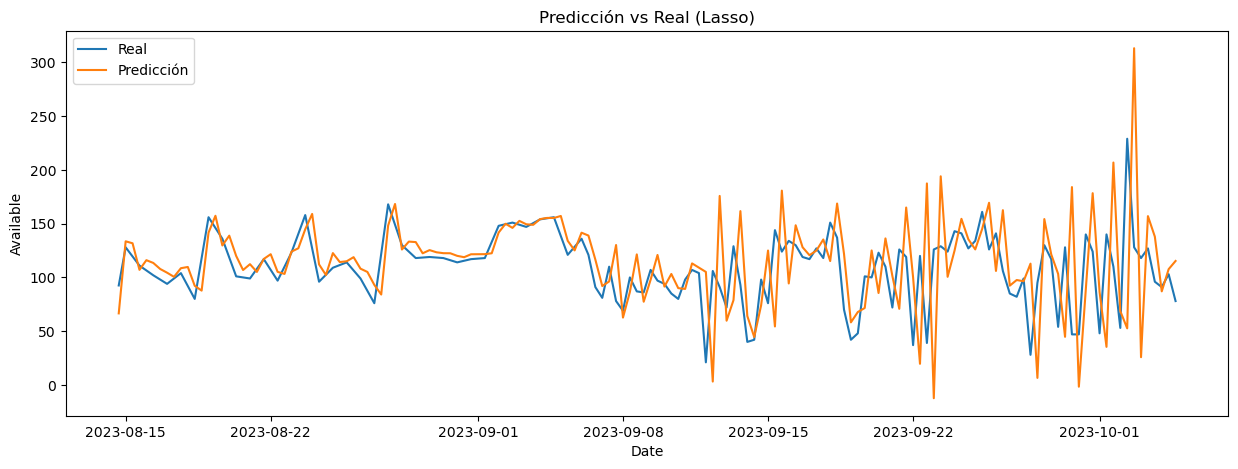 Predicción vs Real (Lasso)
Real
Predicción
300
250
200
150
100
50
0
Available
2023-08-15
2023-08-22
2023-09-01
2023-09-08
2023-09-15
2023-09-22
2023-10-01
Date